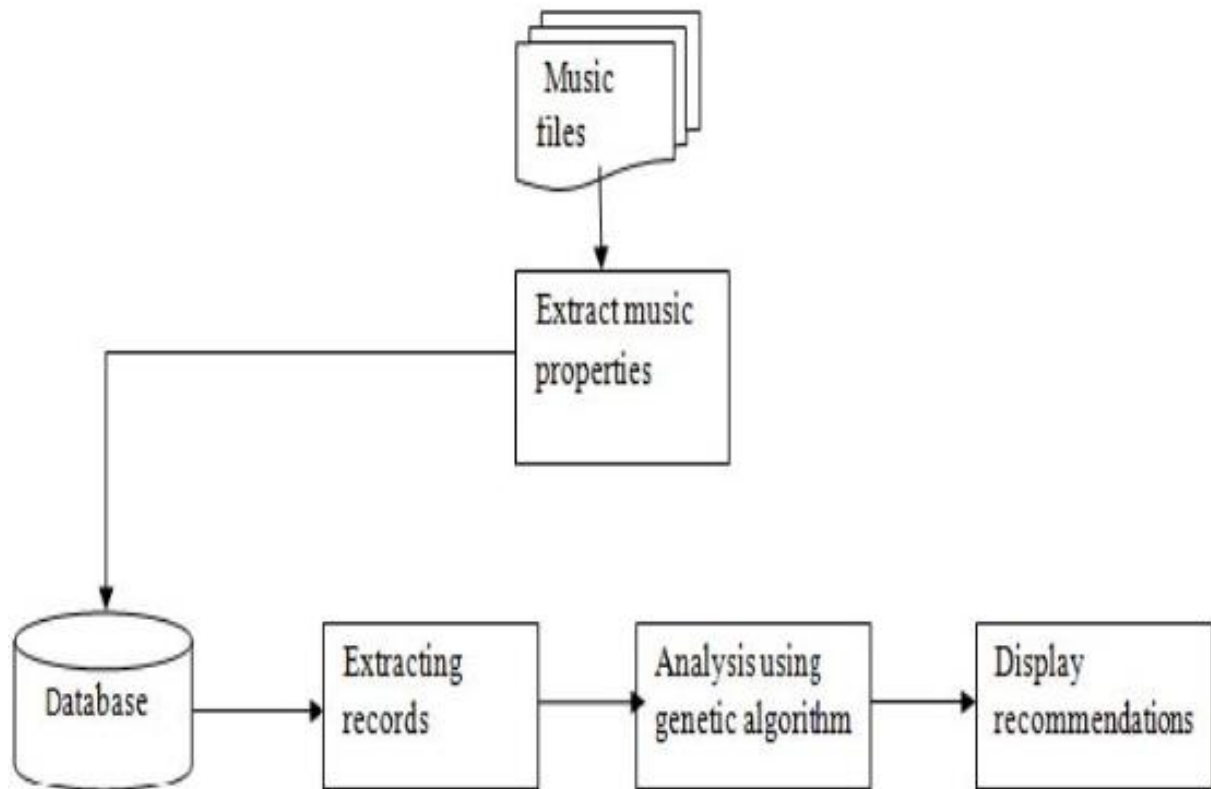 Music
files
Extract music
properties
Database
Extracting
records
Analysis using
genetic algorithm
Display
recommendations